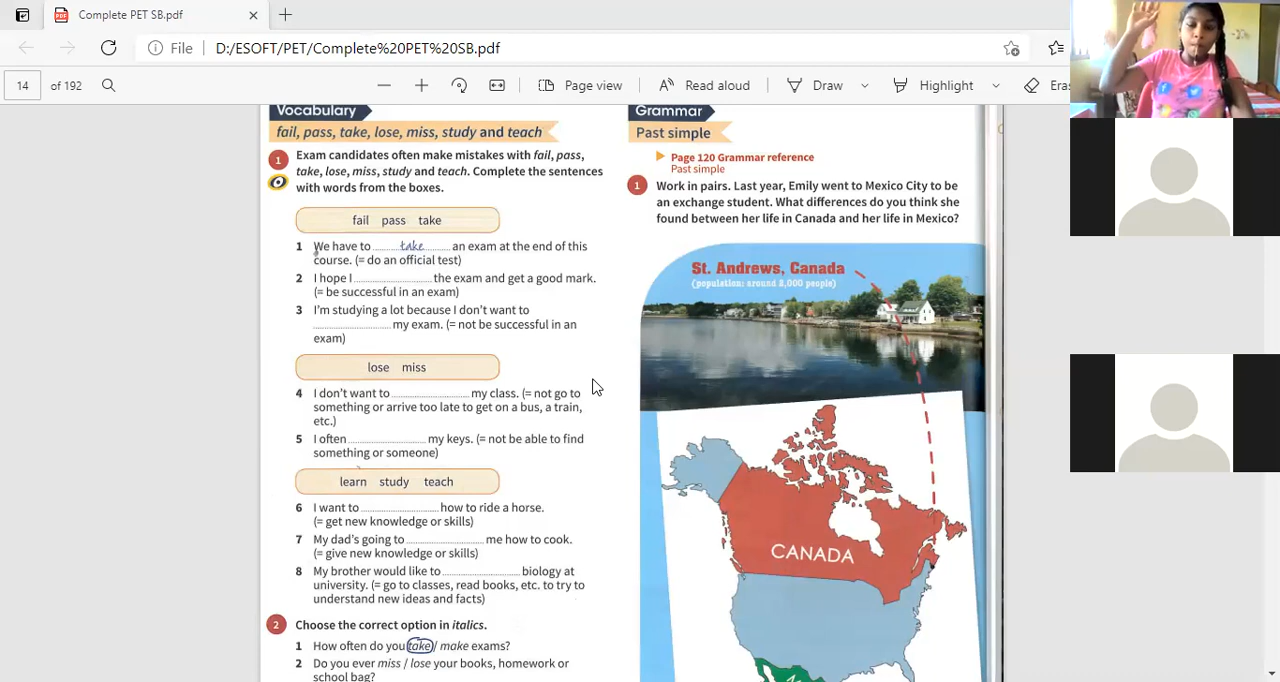 Complete PET SB.pdf
File
D:/ESOFT/PET/Complete%20PET%20SB.pdf
14
of 192
Page view
Read aloud
Draw
Highlight
Vocabulary
fail, pass, take, lose, miss, study and teach
1 Exam candidates often make mistakes with fail, pass,
take, lose, miss, study and teach. Complete the sentences
with words from the boxes.
fail pass take
1 We have to take an exam at the end of this
course. (= do an official test)
2 I hope I the exam and get a good mark.
(= be successful in an exam)
3 I'm studying a lot because I don't want to
my exam. (= not be successful in an
exam)
lose miss
4 I don't want to my class. (= not go to
something or arrive too late to get on a bus, a train,
etc.)
5 I often my keys. (= not be able to find
something or someone)
learn study teach
6 I want to how to ride a horse.
(= get new knowledge or skills)
7 My dad's going to me how to cook.
(= give new knowledge or skills)
8 My brother would like to biology at
university. (= go to classes, read books, etc. to try to
understand new ideas and facts)
2 Choose the correct option in italics.
1 How often do you take / make exams?
2 Do you ever miss / lose your books, homework or
school bag?
Grammar
Past simple
Page 120 Grammar reference
Past simple
1 Work in pairs. Last year, Emily went to Mexico City to be
an exchange student. What differences do you think she
found between her life in Canada and her life in Mexico?
St. Andrews, Canada
(population: around 2,000 people)
CANADA